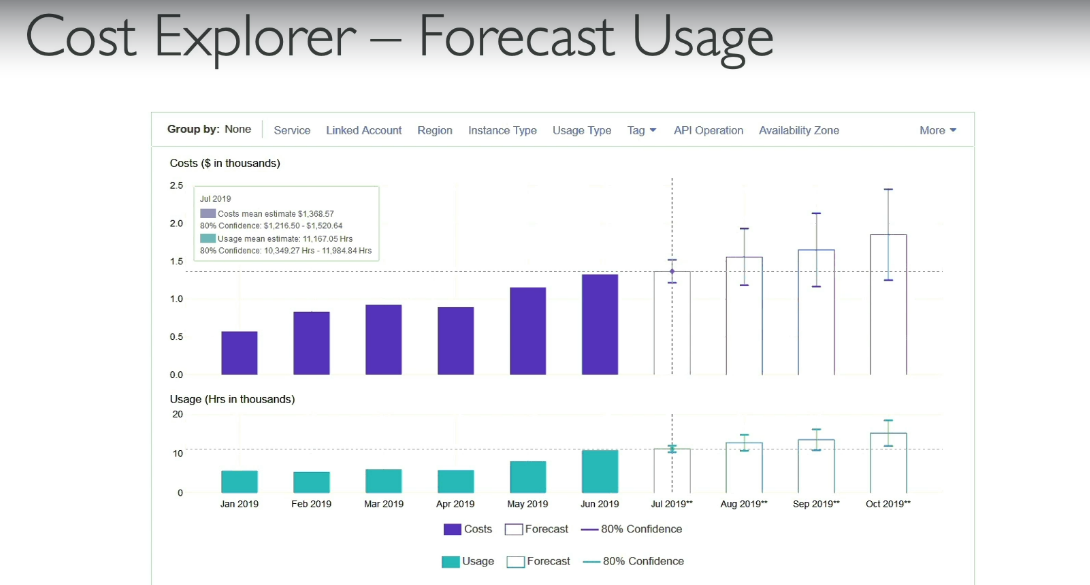 Cost Explorer – Forecast Usage
Group by: None Service Linked Account Region Instance Type Usage Type Tag API Operation Availability Zone More
Costs ($ in thousands)
2.5
Jul 2019
Costs mean estimate $1,368.57
2.0
80% Confidence: $1,216.50 - $1,520.64
Usage mean estimate: 11,167.05 Hrs
80% Confidence: 10,349.27 Hrs - 11,984.84 Hrs
1.5
1.0
0.5
0.0
Usage (Hrs in thousands)
20
10
0
Jan 2019 Feb 2019 Mar 2019 Apr 2019 May 2019 Jun 2019 Jul 2019** Aug 2019** Sep 2019** Oct 2019**
Costs Forecast 80% Confidence
Usage Forecast 80% Confidence